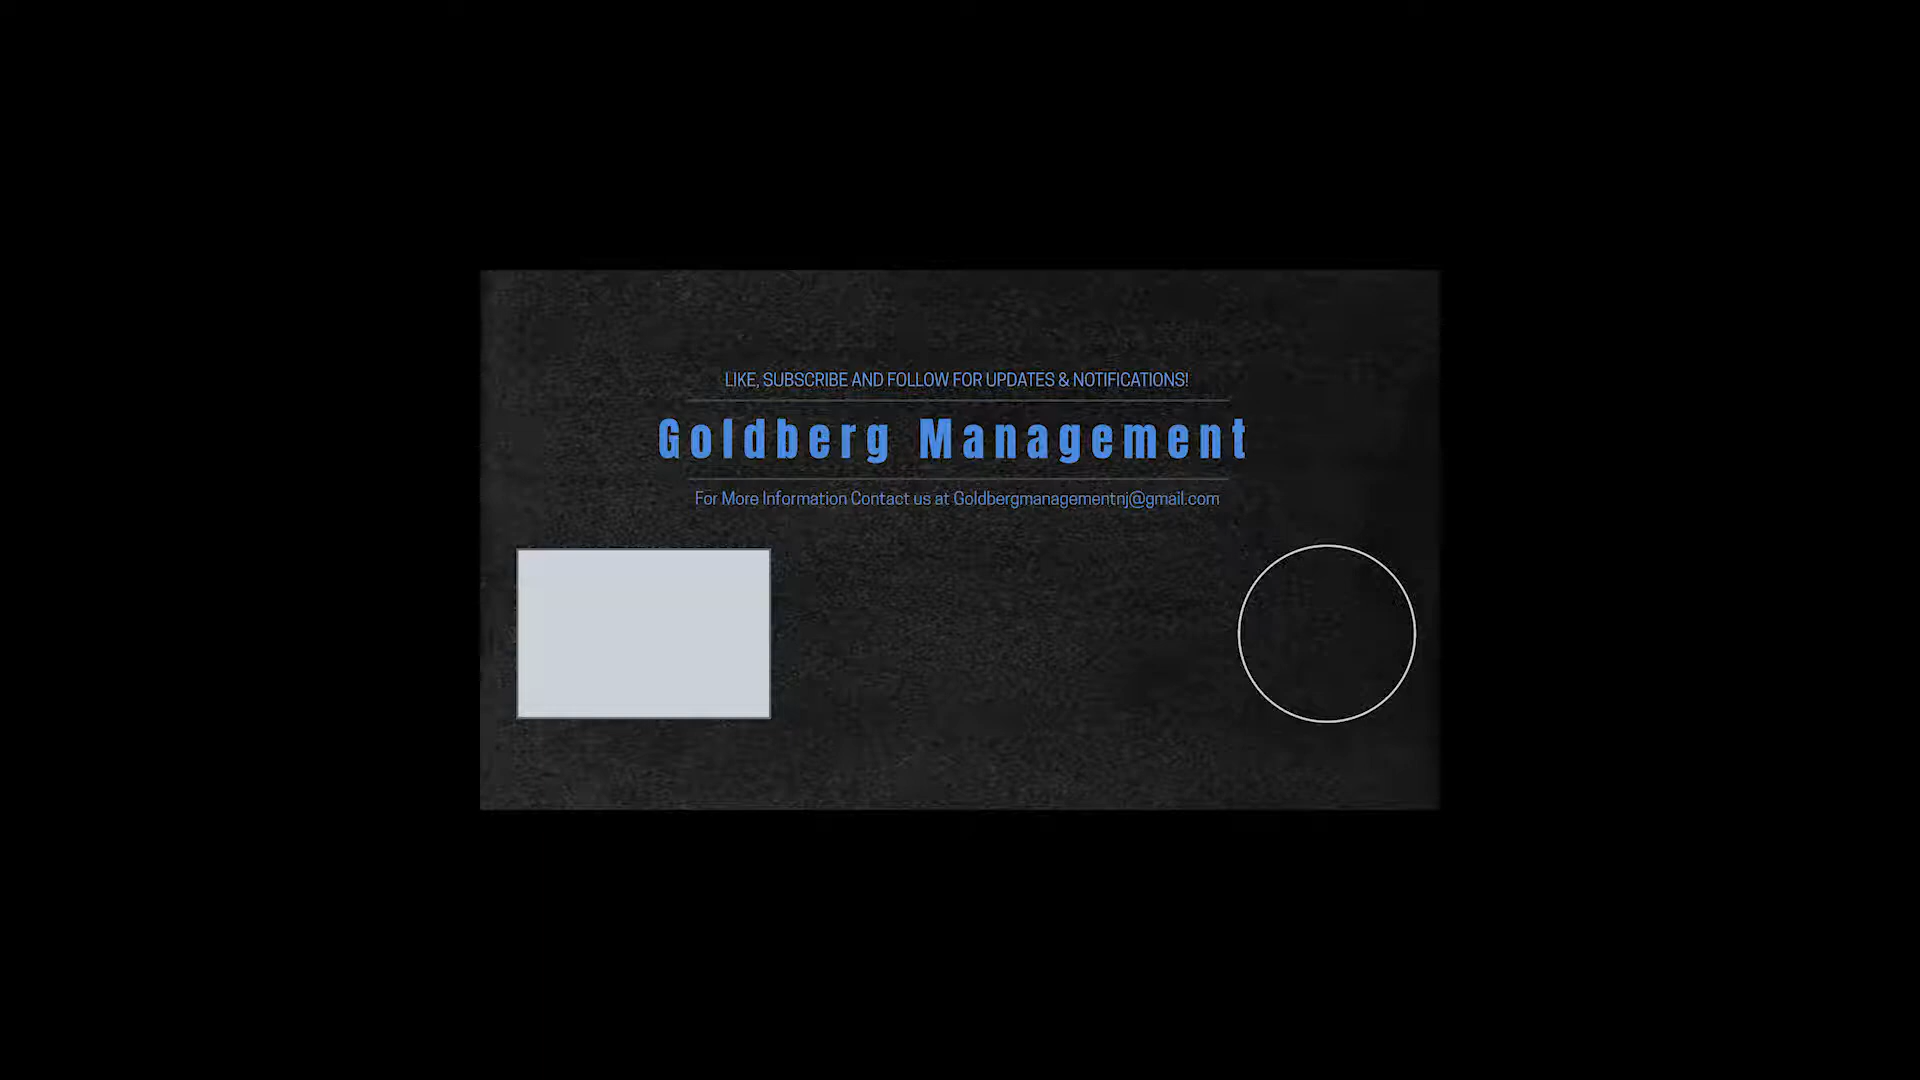 LIKE, SUBSCRIBE AND FOLLOW FOR UPDATES & NOTIFICATIONS!
Goldberg Management
For More Information Contact us at Goldbergmanagementnj@gmail.com